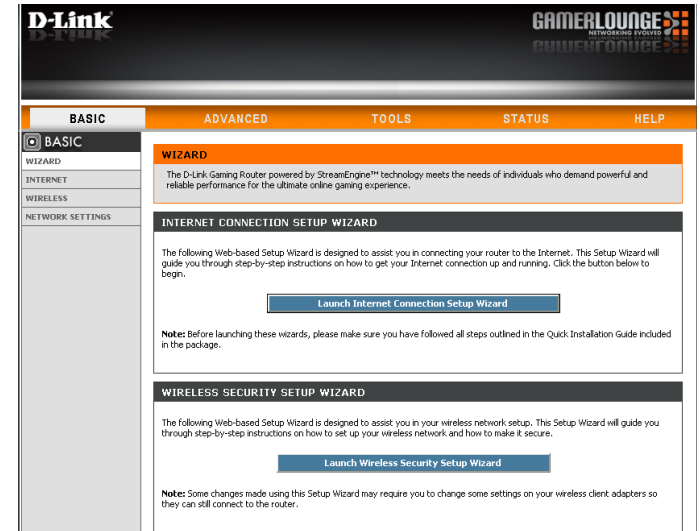 D-Link
GAMERLOUNGE
NETWORKING EVOLVED
BASIC
ADVANCED
TOOLS
STATUS
HELP
BASIC
WIZARD
INTERNET
WIRELESS
NETWORK SETTINGS
WIZARD
The D-Link Gaming Router powered by StreamEngine™ technology meets the needs of individuals who demand powerful and
reliable performance for the ultimate online gaming experience.
INTERNET CONNECTION SETUP WIZARD
The following Web-based Setup Wizard is designed to assist you in connecting your router to the Internet. This Setup Wizard will
guide you through step-by-step instructions on how to get your Internet connection up and running. Click the button below to
begin.
Launch Internet Connection Setup Wizard
Note: Before launching these wizards, please make sure you have followed all steps outlined in the Quick Installation Guide included
in the package.
WIRELESS SECURITY SETUP WIZARD
The following Web-based Setup Wizard is designed to assist you in your wireless network setup. This Setup Wizard will guide you
through step-by-step instructions on how to set up your wireless network and how to make it secure.
Launch Wireless Security Setup Wizard
Note: Some changes made using this Setup Wizard may require you to change some settings on your wireless client adapters so
they can still connect to the router.